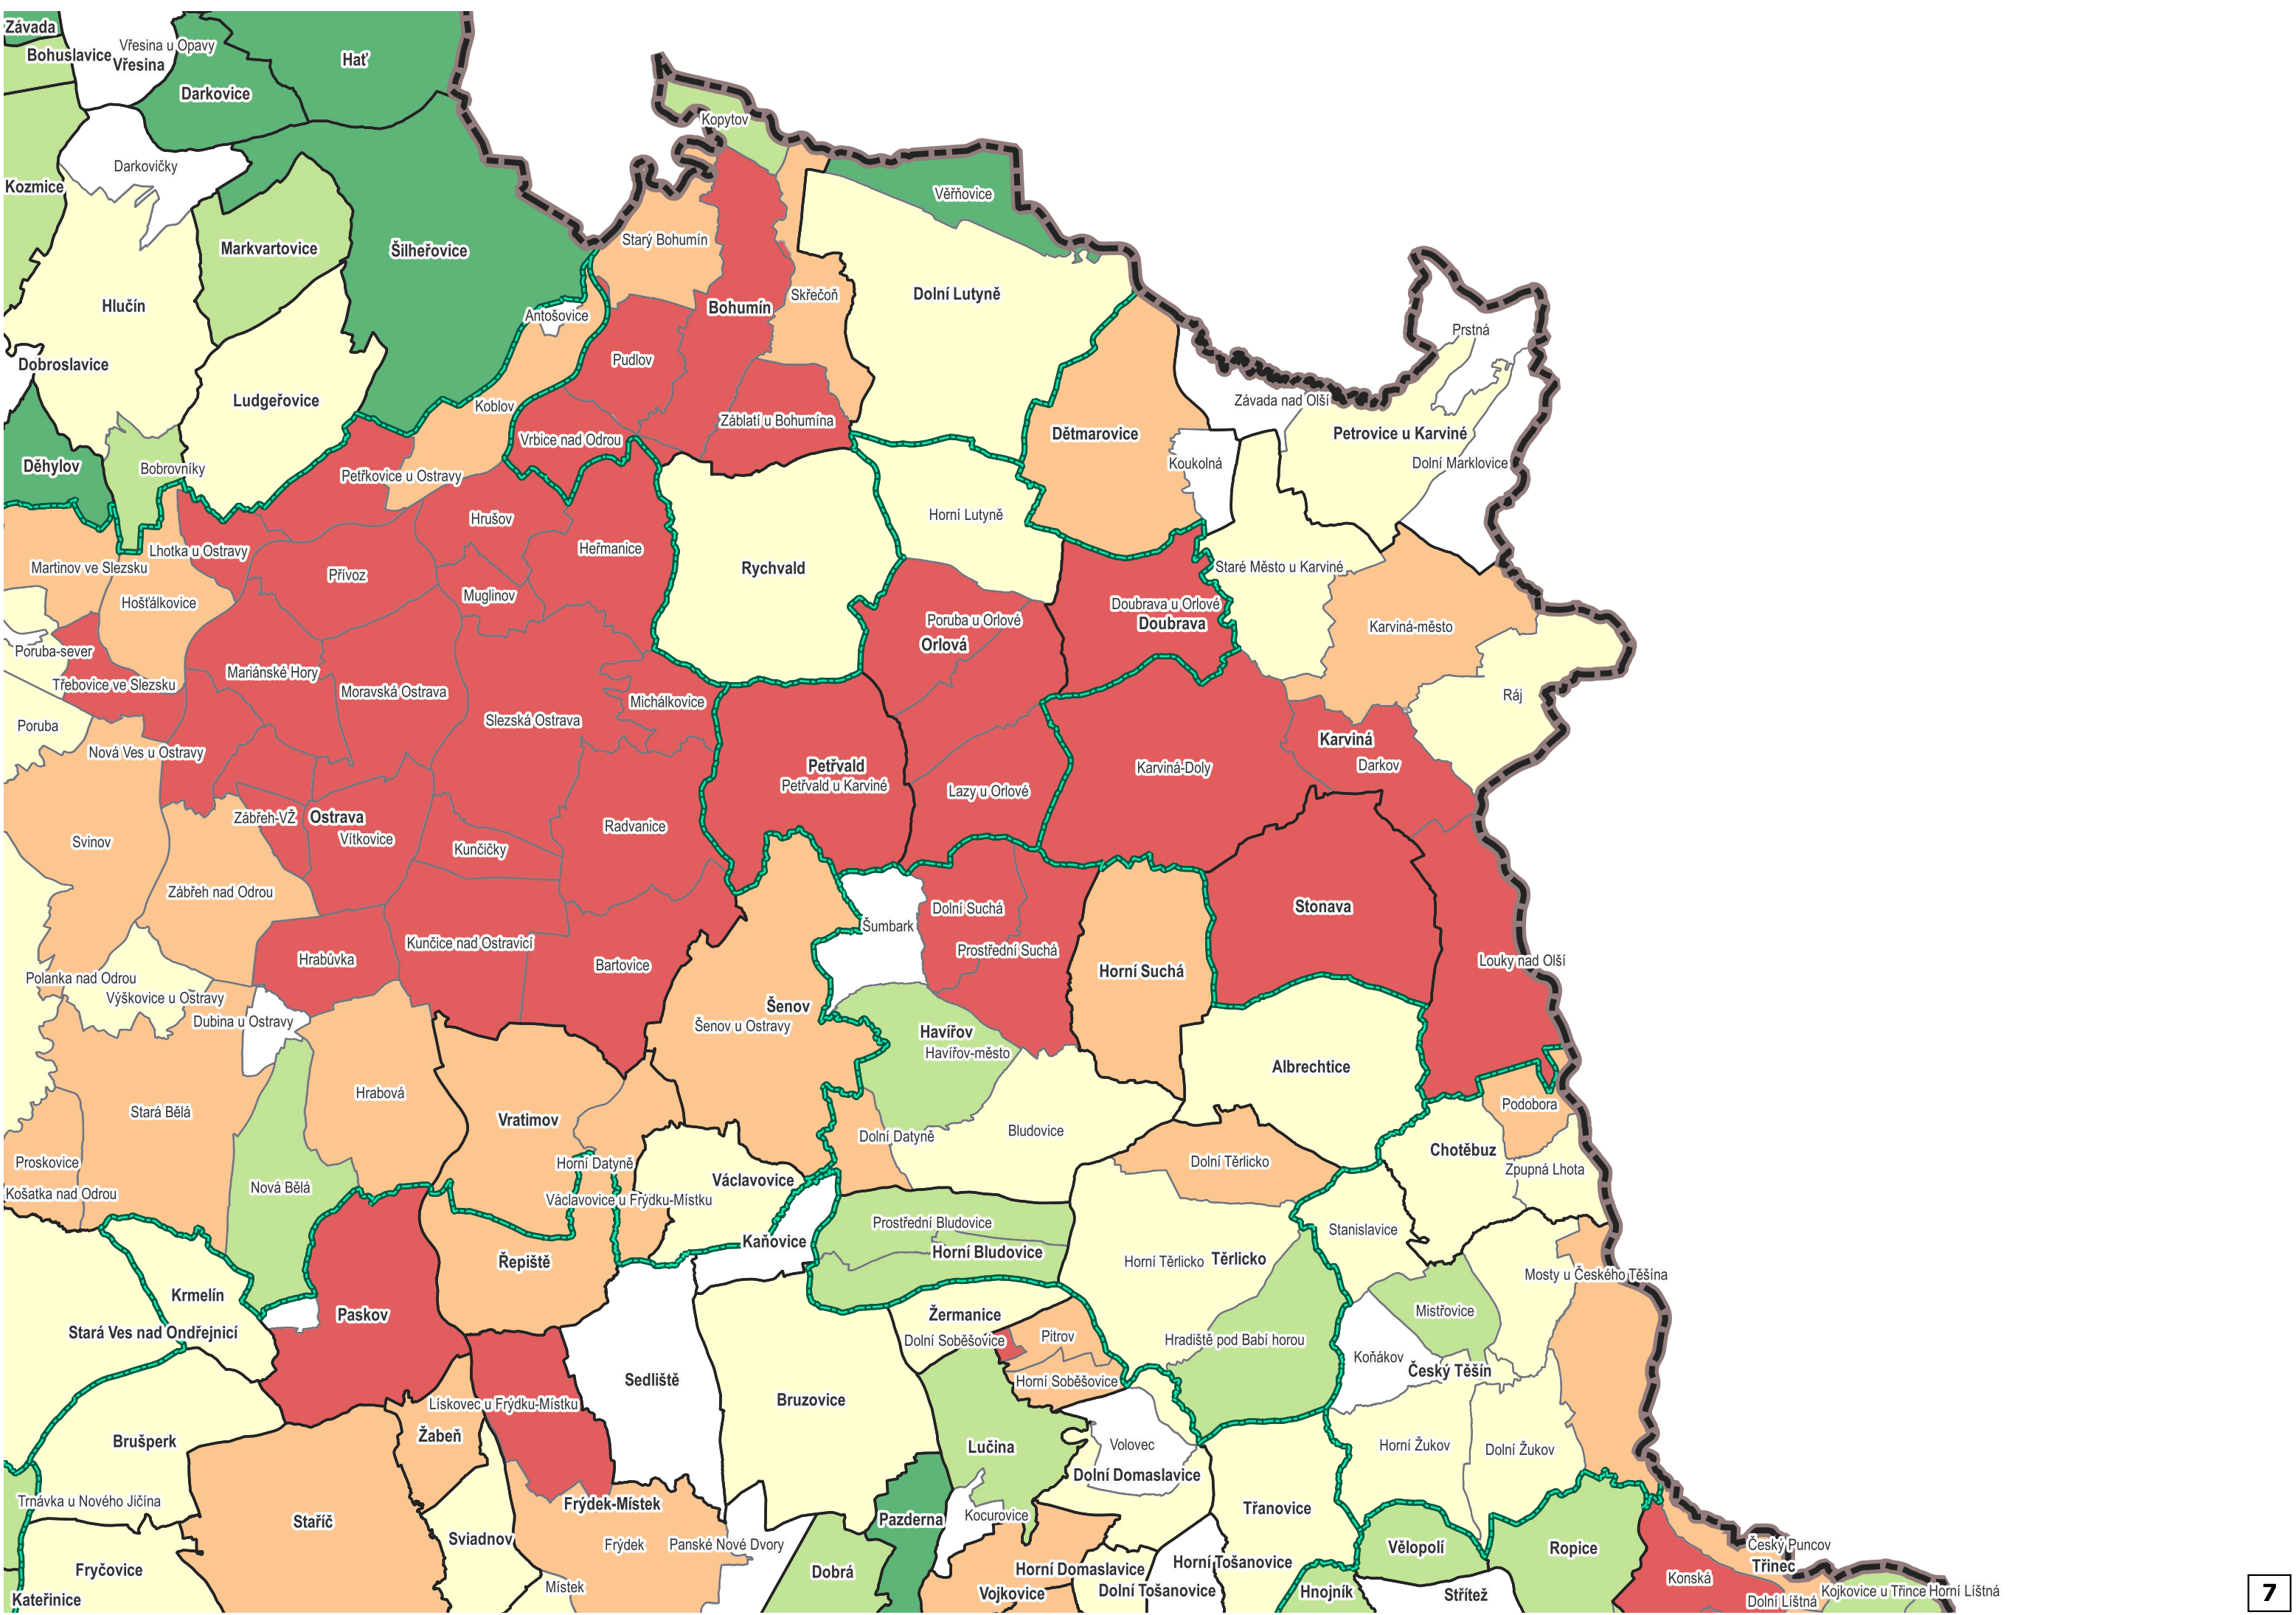 Závada
Bohuslavice
Vřesina u Opavy
Vřesina
Hať
Darkovice
Kopytov
Darkovičky
Kozmice
Věřňovice
Starý Bohumín
Markvartovice
Šilheřovice
Skřečoň
Dolní Lutyně
Hlučín
Bohumín
Antošovice
Prstná
Pudlov
Dobroslavice
Ludgeřovice
Závada nad Olší
Koblov
Záblatí u Bohumína
Vrbice nad Odrou
Dětmarovice
Petrovice u Karviné
Děhylov
Bobrovníky
Petřkovice u Ostravy
Koukolná
Dolní Marklovice
Horní Lutyně
Hrušov
Lhotka u Ostravy
Heřmanice
Martinov ve Slezsku
Přívoz
Rychvald
Staré Město u Karviné
Hošťálkovice
Muglinov
Doubrava u Orlové
Doubrava
Poruba u Orlové
Karviná-město
Orlová
Poruba-sever
Mariánské Hory
Třebovice ve Slezsku
Moravská Ostrava
Michálkovice
Ráj
Poruba
Slezská Ostrava
Nová Ves u Ostravy
Karviná
Petřvald
Petřvald u Karviné
Karviná-Doly
Darkov
Lazy u Orlové
Zábřeh-VŽ
Ostrava
Radvanice
Svinov
Vítkovice
Kunčičky
Zábřeh nad Odrou
Dolní Suchá
Stonava
Šumbark
Hrabůvka
Kunčice nad Ostravicí
Bartovice
Prostřední Suchá
Horní Suchá
Louky nad Olší
Polanka nad Odrou
Výškovice u Ostravy
Dubina u Ostravy
Šenov
Šenov u Ostravy
Havířov
Havířov-město
Albrechtice
Hrabová
Stará Bělá
Vratimov
Podobora
Dolní Datyně
Bludovice
Chotěbuz
Proskovice
Horní Datyně
Dolní Těrlicko
Zpupná Lhota
Košatka nad Odrou
Nová Bělá
Václavovice
Václavovice u Frýdku-Místku
Prostřední Bludovice
Stanislavice
Kaňovice
Horní Bludovice
Řepiště
Horní Těrlicko
Těrlicko
Mosty u Českého Těšína
Krmelín
Paskov
Žermanice
Mistřovice
Stará Ves nad Ondřejnicí
Dolní Soběšovice
Pitrov
Hradiště pod Babí horou
Koňákov
Český Těšín
Sedliště
Horní Soběšovice
Bruzovice
Lískovec u Frýdku-Místku
Žabeň
Brušperk
Lučina
Volovec
Horní Žukov
Dolní Žukov
Dolní Domaslavice
Trnávka u Nového Jičína
Frýdek-Místek
Třanovice
Staříč
Pazderna
Kocurovice
Sviadnov
Frýdek
Panské Nové Dvory
Vělopolí
Ropice
Český Puncov
Třinec
Fryčovice
Dobrá
Horní Domaslavice
Horní Tošanovice
Konská
Místek
Vojkovice
Dolní Tošanovice
Hnojník
Střítež
Kojkovice u Třince
Horní Líštná
Kateřinice
Dolní Líštná
7